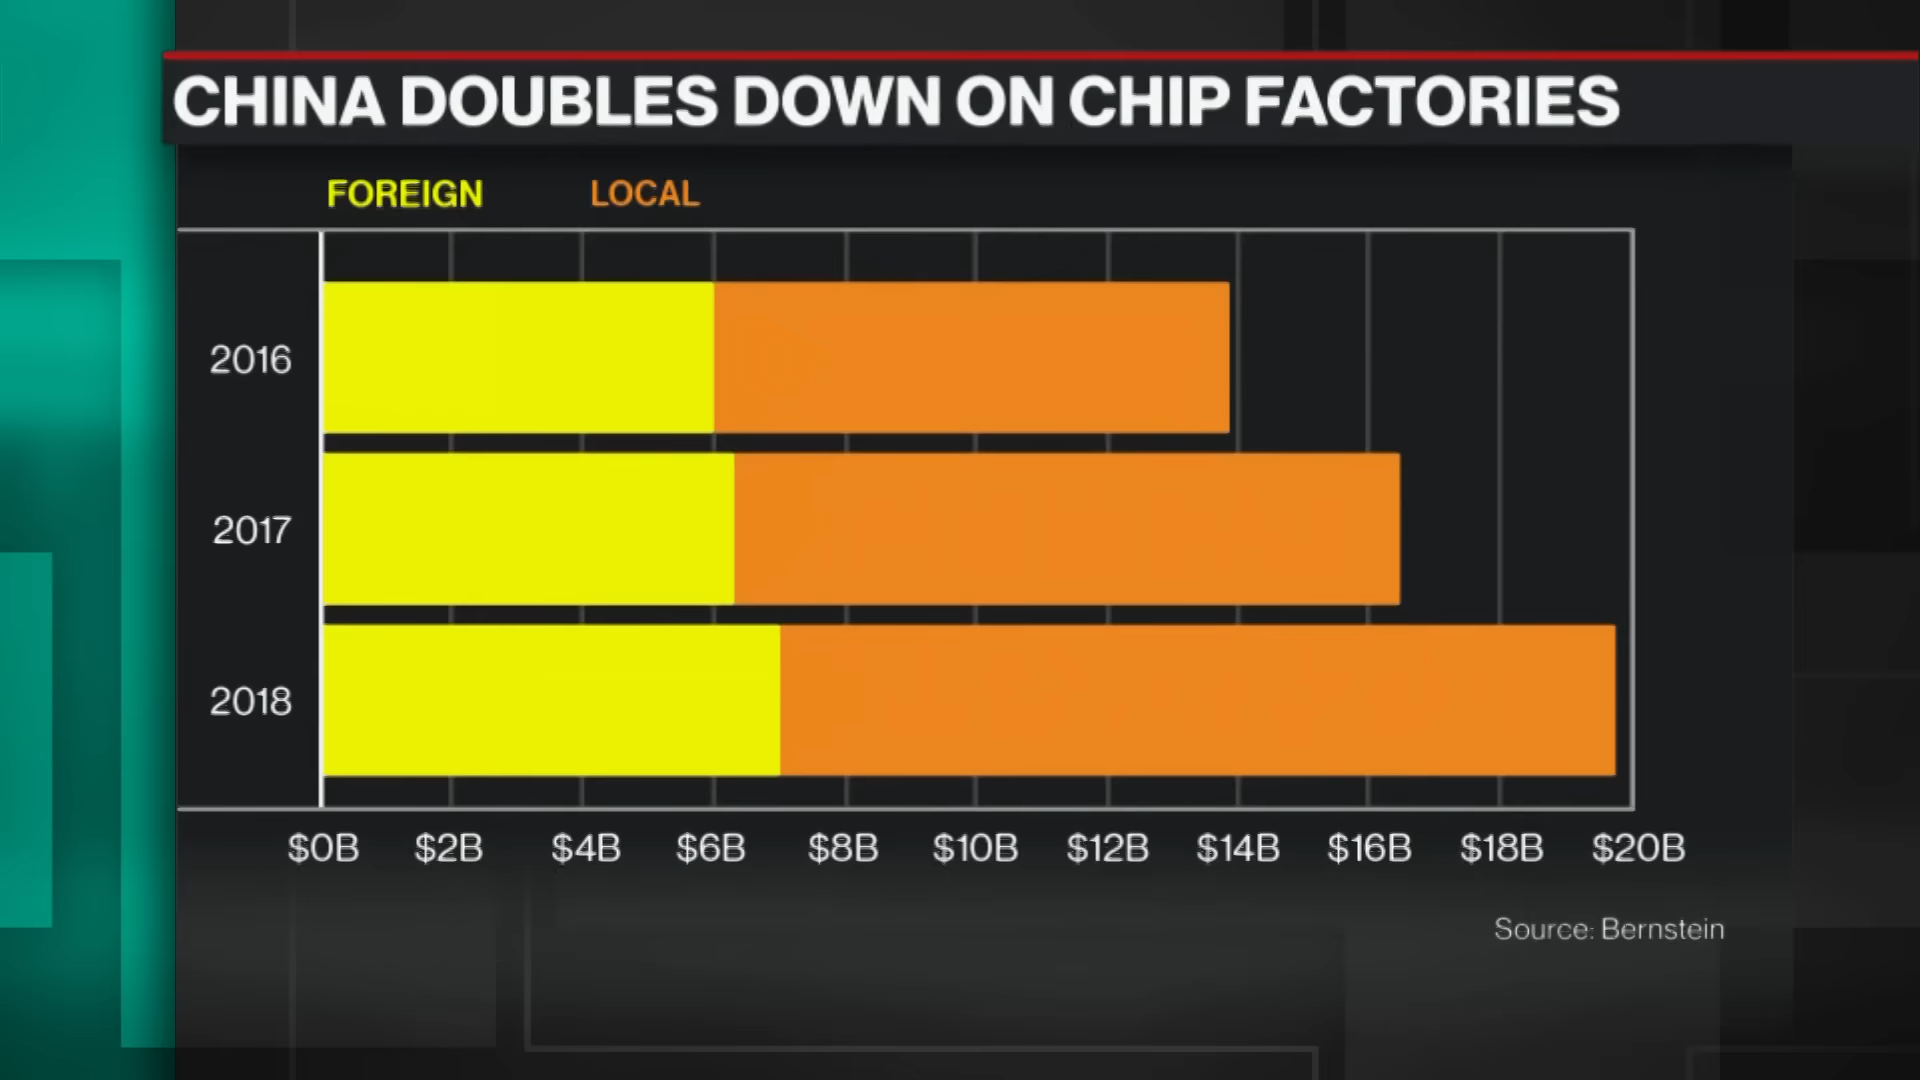 CHINA DOUBLES DOWN ON CHIP FACTORIES
FOREIGN LOCAL
2016
2017
2018
$0B $2B $4B $6B $8B $10B $12B $14B $16B $18B $20B
Source: Bernstein